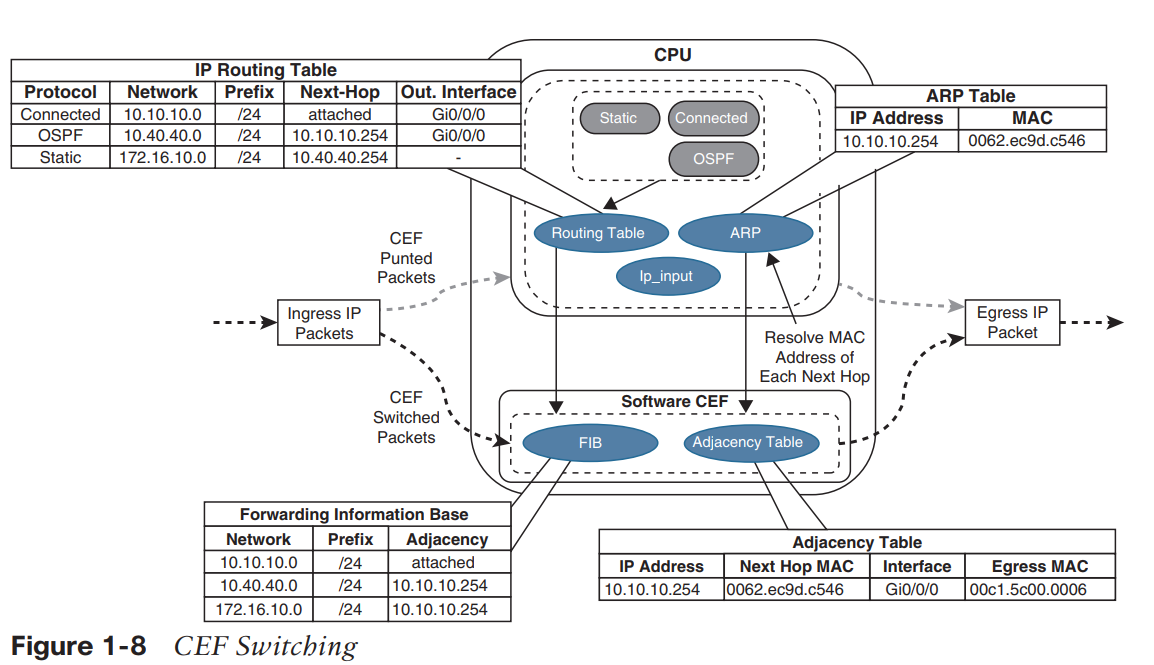 CPU
IP Routing Table
Protocol Network Prefix Next-Hop Out. Interface
Connected 10.10.10.0 /24 attached Gi0/0/0
OSPF 10.40.40.0 /24 10.10.10.254 Gi0/0/0
Static 172.16.10.0 /24 10.40.40.254 -
Static
Connected
OSPF
ARP Table
IP Address MAC
10.10.10.254 0062.ec9d.c546
Routing Table
ARP
Ip_input
CEF
Punted
Packets
Ingress IP
Packets
Egress IP
Packet
Resolve MAC
Address of
Each Next Hop
CEF
Switched
Packets
Software CEF
FIB
Adjacency Table
Forwarding Information Base
Network Prefix Adjacency
10.10.10.0 /24 attached
10.40.40.0 /24 10.10.10.254
172.16.10.0 /24 10.10.10.254
Adjacency Table
IP Address Next Hop MAC Interface Egress MAC
10.10.10.254 0062.ec9d.c546 Gi0/0/0 00c1.5c00.0006
Figure 1-8 CEF Switching